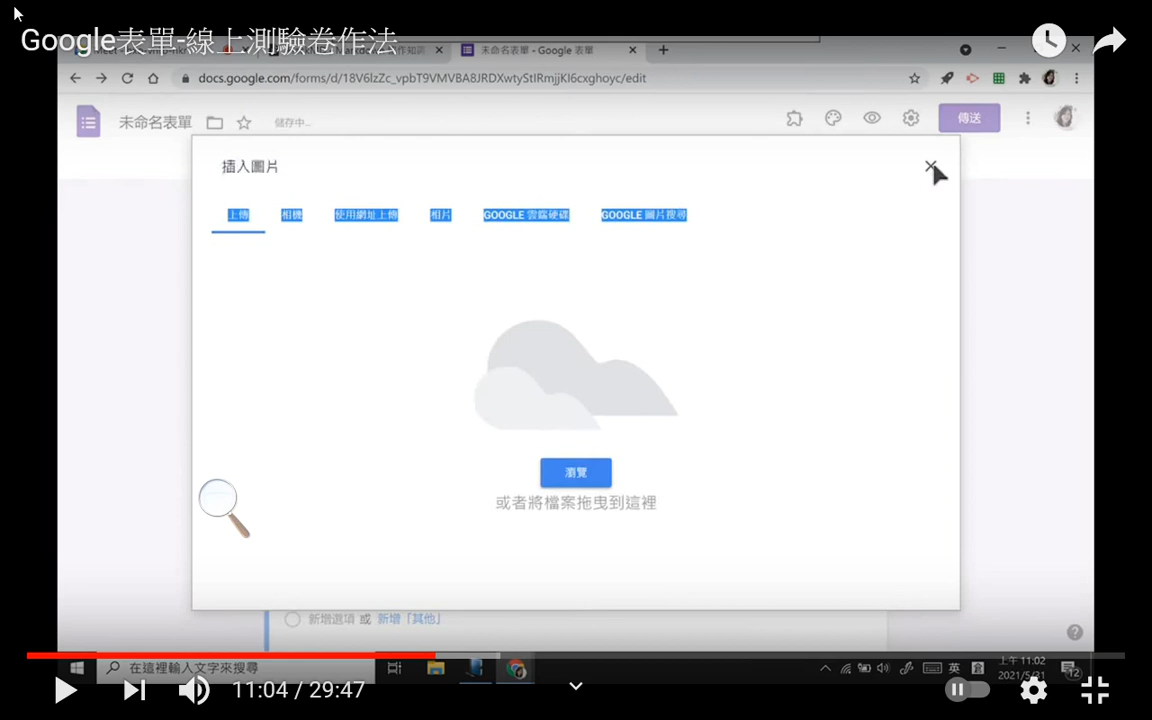 Google表單-線上測驗卷作法
未命名表單 - Google 表單
docs.google.com/forms/d/18V6lzZc_vpbT9VMVBA8JRDXwtyStIRmjjKI6cxghoyc/edit
未命名表單
儲存中...
傳送
插入圖片
上傳 相機 使用網址上傳 相片 GOOGLE 雲端硬碟 GOOGLE 圖片搜尋
瀏覽
或者將檔案拖曳到這裡
新增選項 或 新增「其他」
在這裡輸入文字來搜尋
英
上午 11:02
2021/5/31
12
11:04 / 29:47